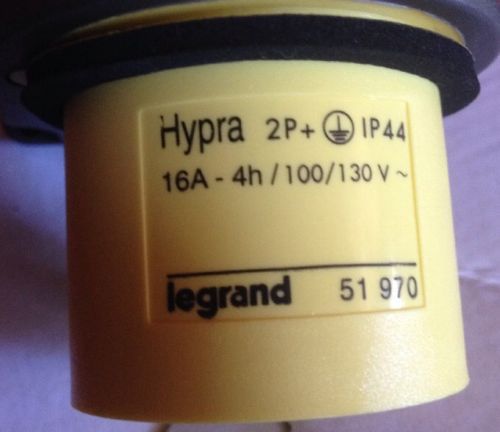 Hypra 2P+⏚ IP44
16A - 4h / 100/130 V ~
legrand 51 970